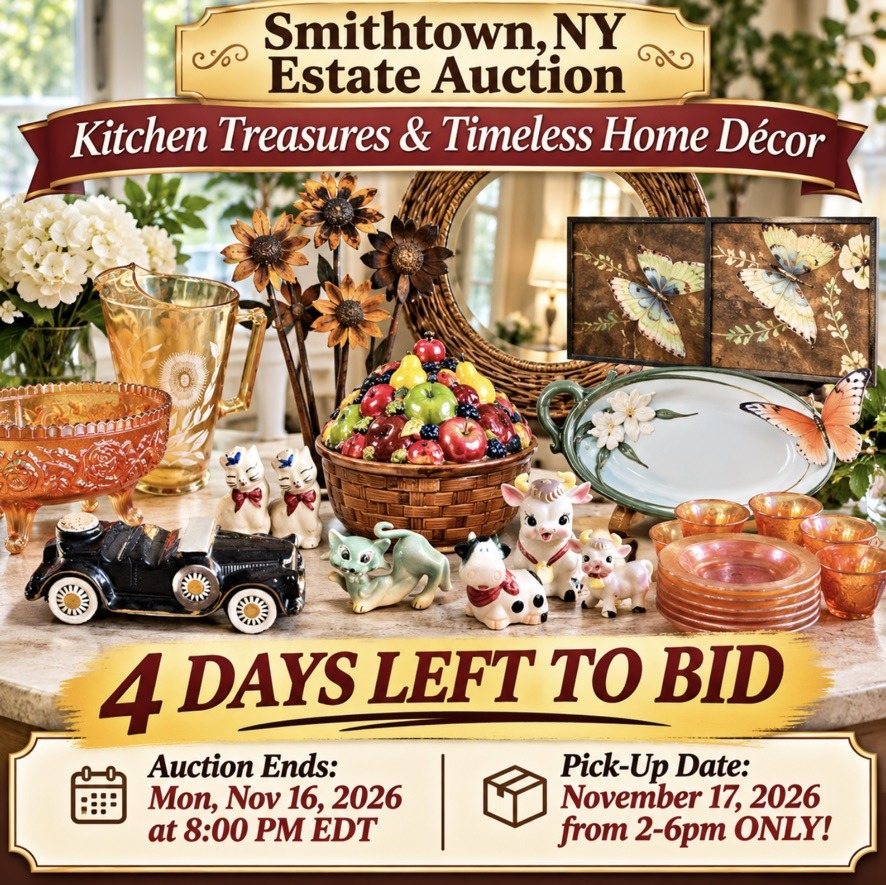 Smithtown, NY
Estate Auction
Kitchen Treasures & Timeless Home Décor
4 DAYS LEFT TO BID
Auction Ends:
Mon, Nov 16, 2026
at 8:00 PM EDT
Pick-Up Date:
November 17, 2026
from 2-6pm ONLY!